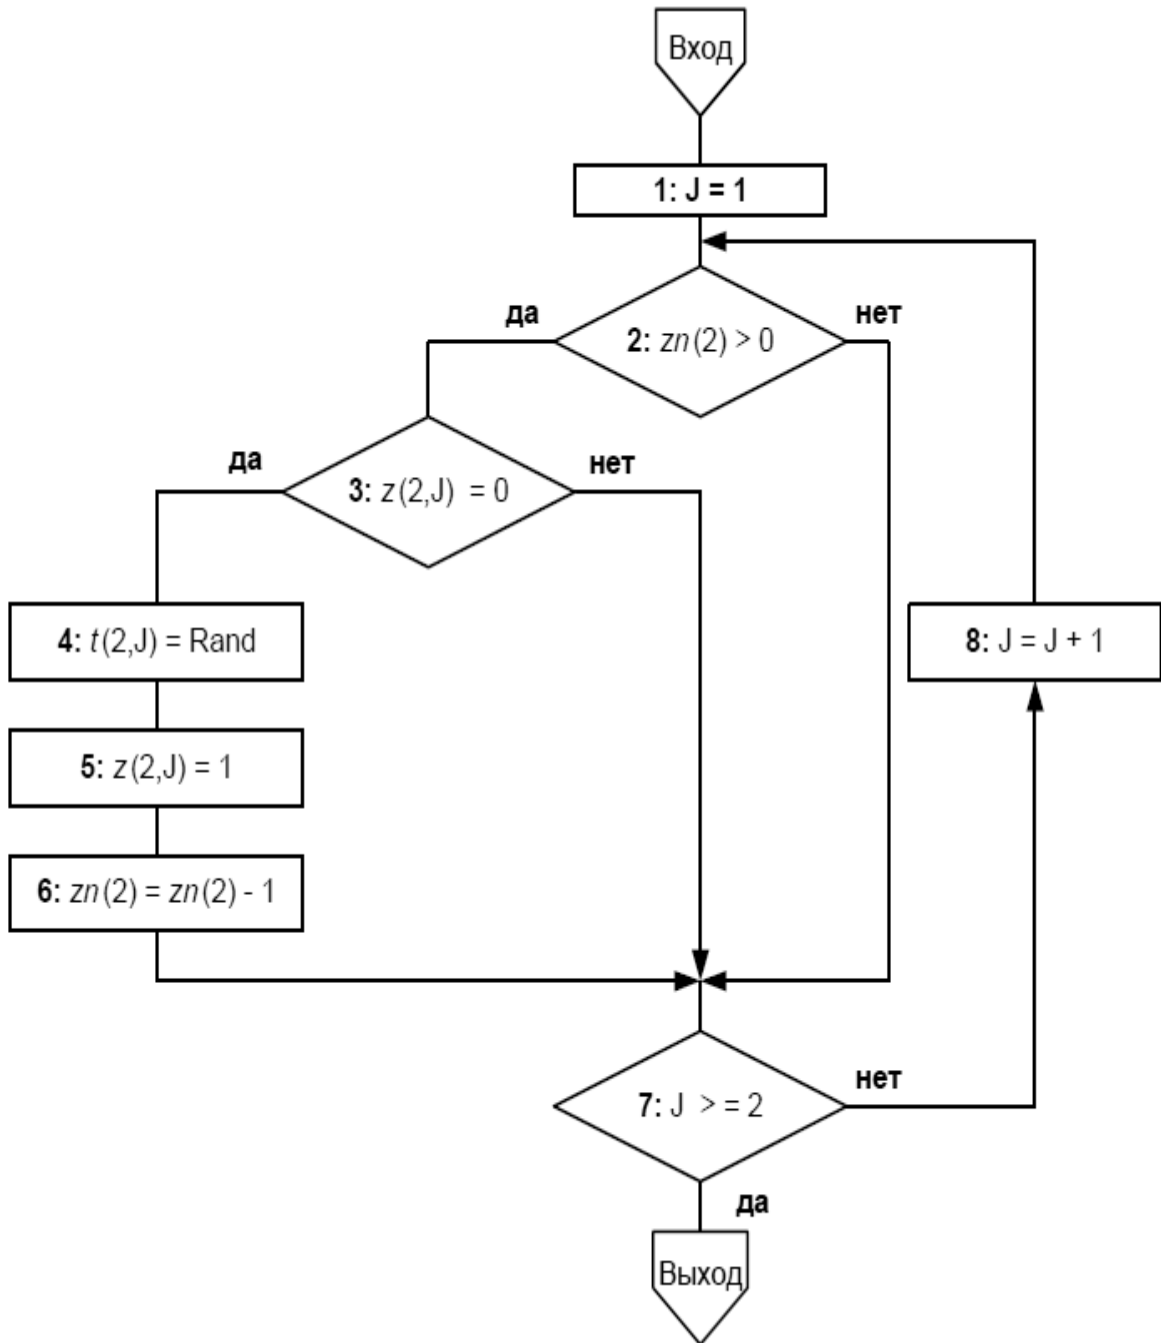 Вход
1: J = 1
да
2: zn(2) > 0
нет
да
3: z(2,J) = 0
нет
4: t(2,J) = Rand
8: J = J + 1
5: z(2,J) = 1
6: zn(2) = zn(2) - 1
7: J > = 2
нет
да
Выход